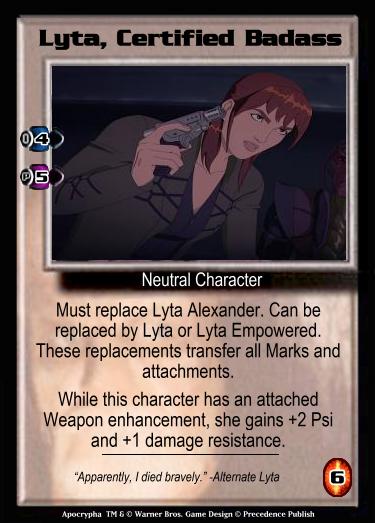 Lyta, Certified Badass
4
5
Neutral Character
Must replace Lyta Alexander. Can be
replaced by Lyta or Lyta Empowered.
These replacements transfer all Marks and
attachments.
While this character has an attached
Weapon enhancement, she gains +2 Psi
and +1 damage resistance.
"Apparently, I died bravely." -Alternate Lyta
6
Apocrypha TM & © Warner Bros. Game Design © Precedence Publish